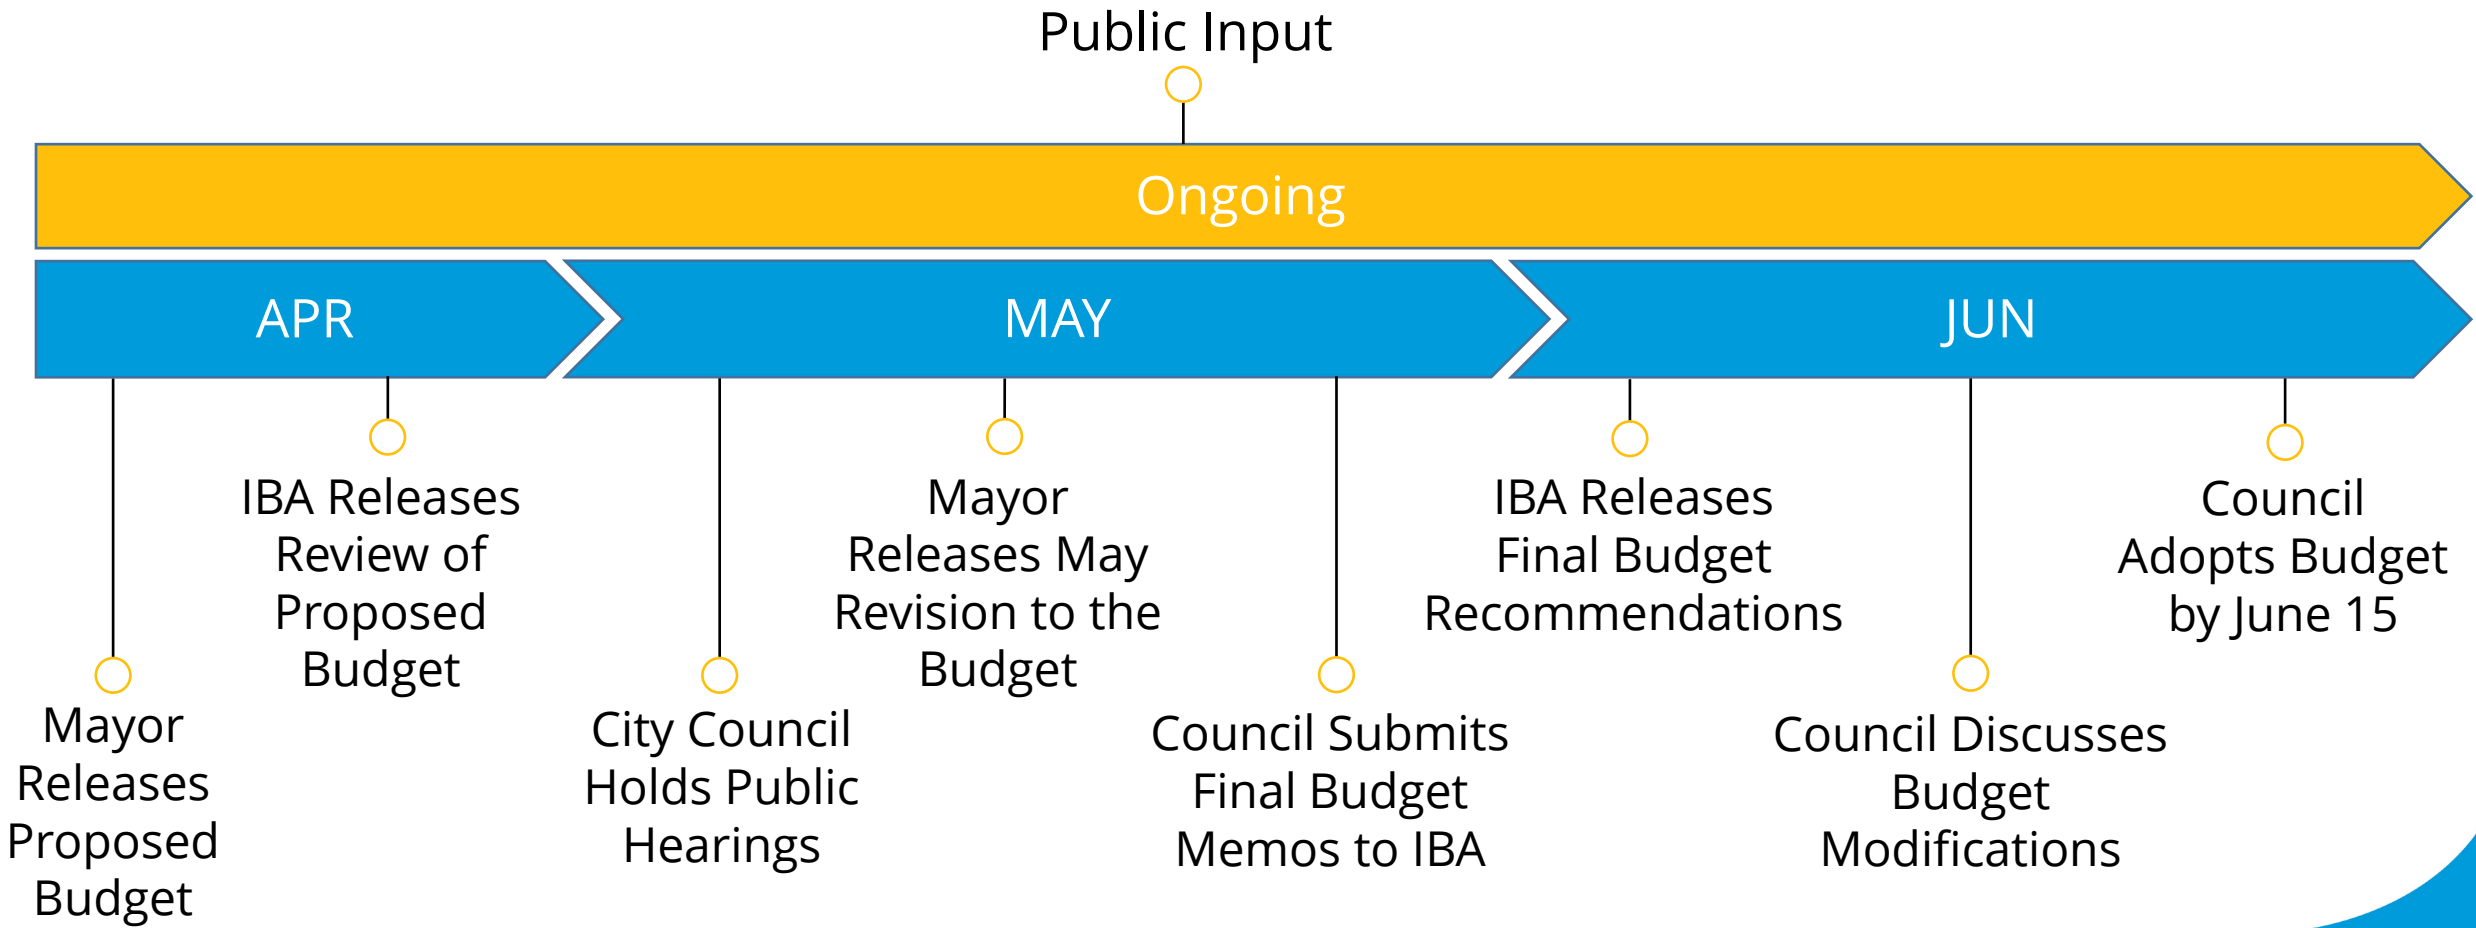 Public Input
Ongoing
APR
MAY
JUN
Mayor
Releases
Proposed
Budget
IBA Releases
Review of
Proposed
Budget
City Council
Holds Public
Hearings
Mayor
Releases May
Revision to the
Budget
Council Submits
Final Budget
Memos to IBA
IBA Releases
Final Budget
Recommendations
Council Discusses
Budget
Modifications
Council
Adopts Budget
by June 15